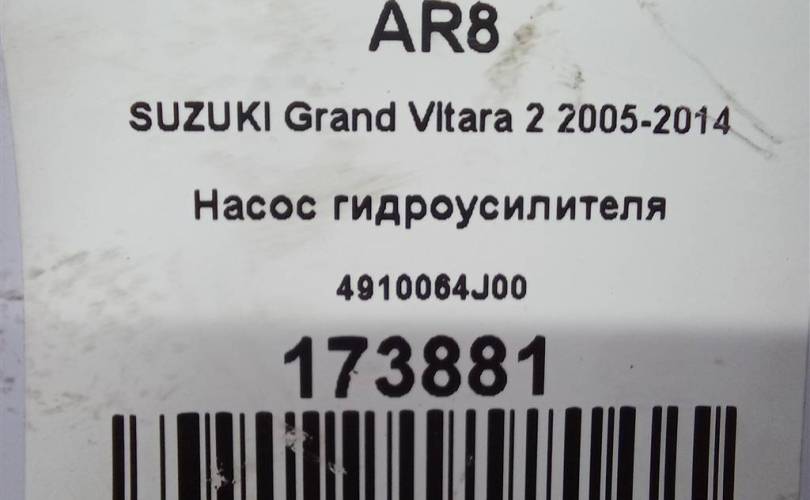 AR8
SUZUKI Grand Vitara 2 2005-2014
Насос гидроусилителя
4910064J00
173881